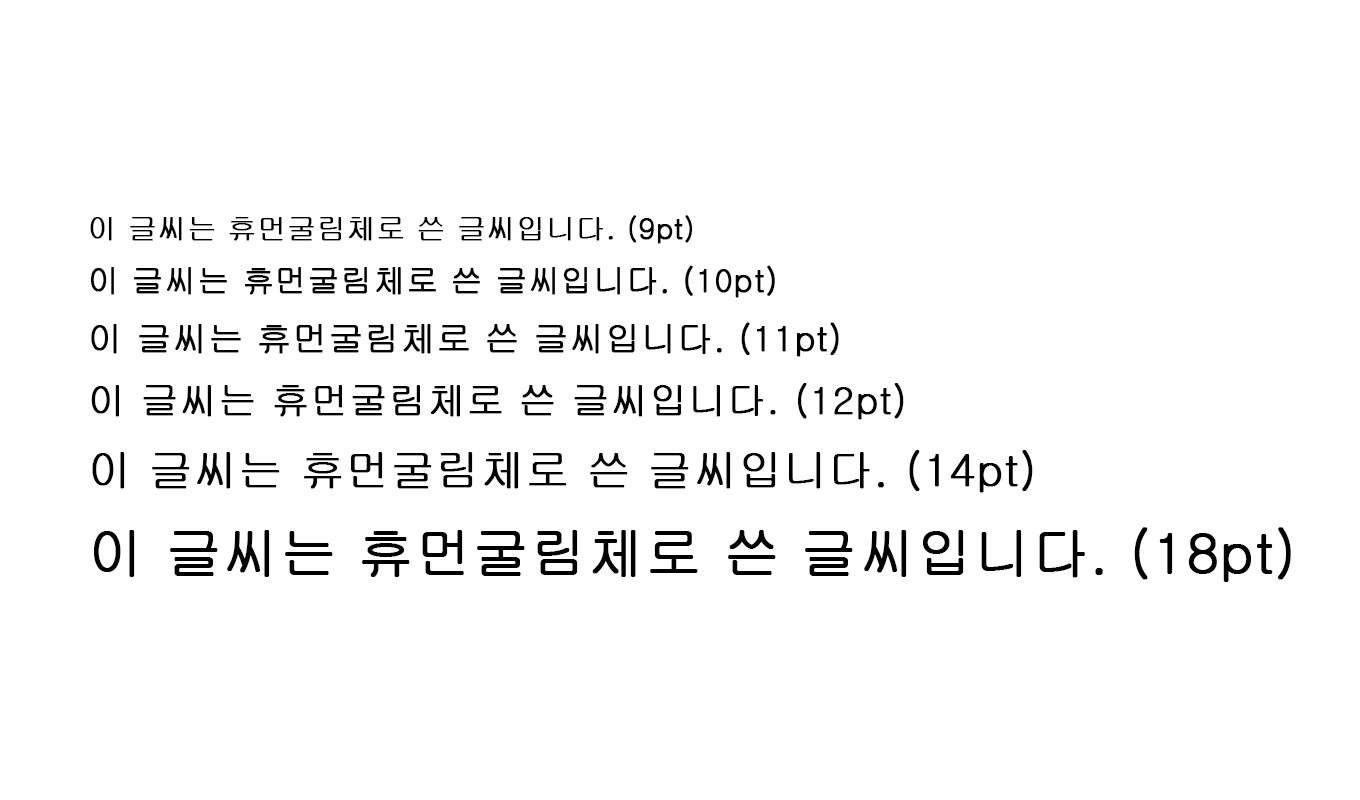 이 글씨는 휴먼굴림체로 쓴 글씨입니다. (9pt)
이 글씨는 휴먼굴림체로 쓴 글씨입니다. (10pt)
이 글씨는 휴먼굴림체로 쓴 글씨입니다. (11pt)
이 글씨는 휴먼굴림체로 쓴 글씨입니다. (12pt)
이 글씨는 휴먼굴림체로 쓴 글씨입니다. (14pt)
이 글씨는 휴먼굴림체로 쓴 글씨입니다. (18pt)